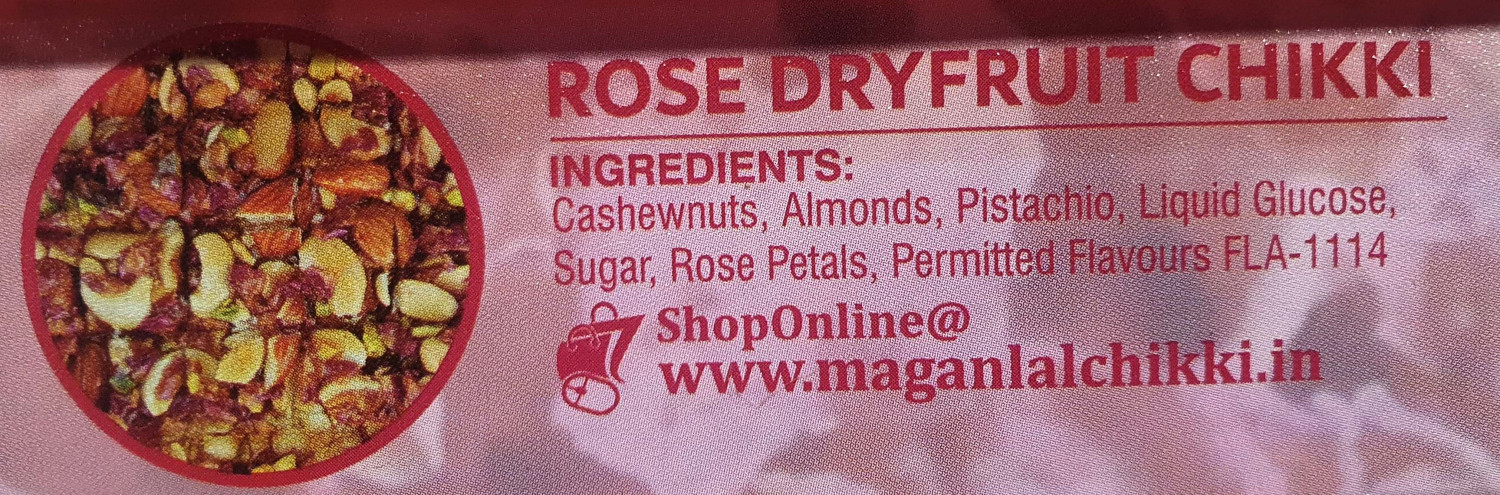 ROSE DRYFRUIT CHIKKI
INGREDIENTS:
Cashewnuts, Almonds, Pistachio, Liquid Glucose,
Sugar, Rose Petals, Permitted Flavours FLA-1114
ShopOnline@
www.maganlalchikki.in